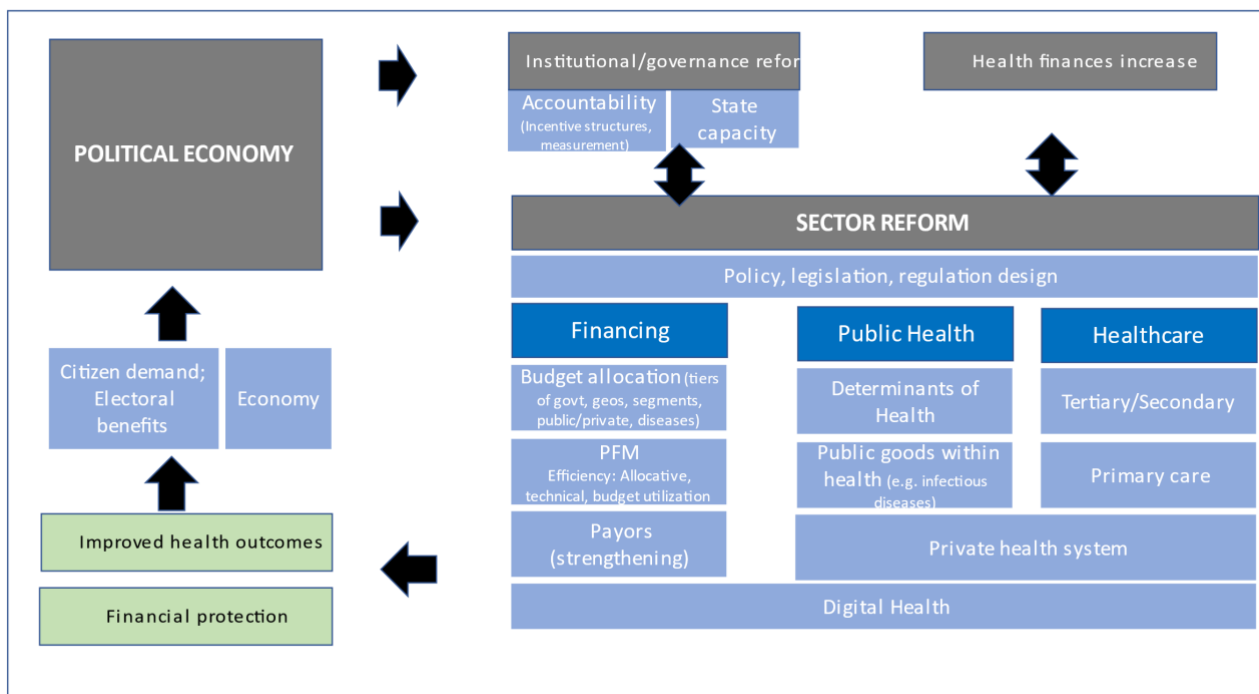 POLITICAL ECONOMY
Citizen demand;
Electoral
benefits
Economy
Improved health outcomes
Financial protection
Institutional/governance refor
Accountability
(Incentive structures,
measurement)
State
capacity
Health finances increase
SECTOR REFORM
Policy, legislation, regulation design
Financing
Budget allocation (tiers
of govt, geos, segments,
public/private, diseases)
PFM
Efficiency: Allocative,
technical, budget utilization
Payors
(strengthening)
Public Health
Determinants of
Health
Public goods within
health (e.g. infectious
diseases)
Healthcare
Tertiary/Secondary
Primary care
Private health system
Digital Health